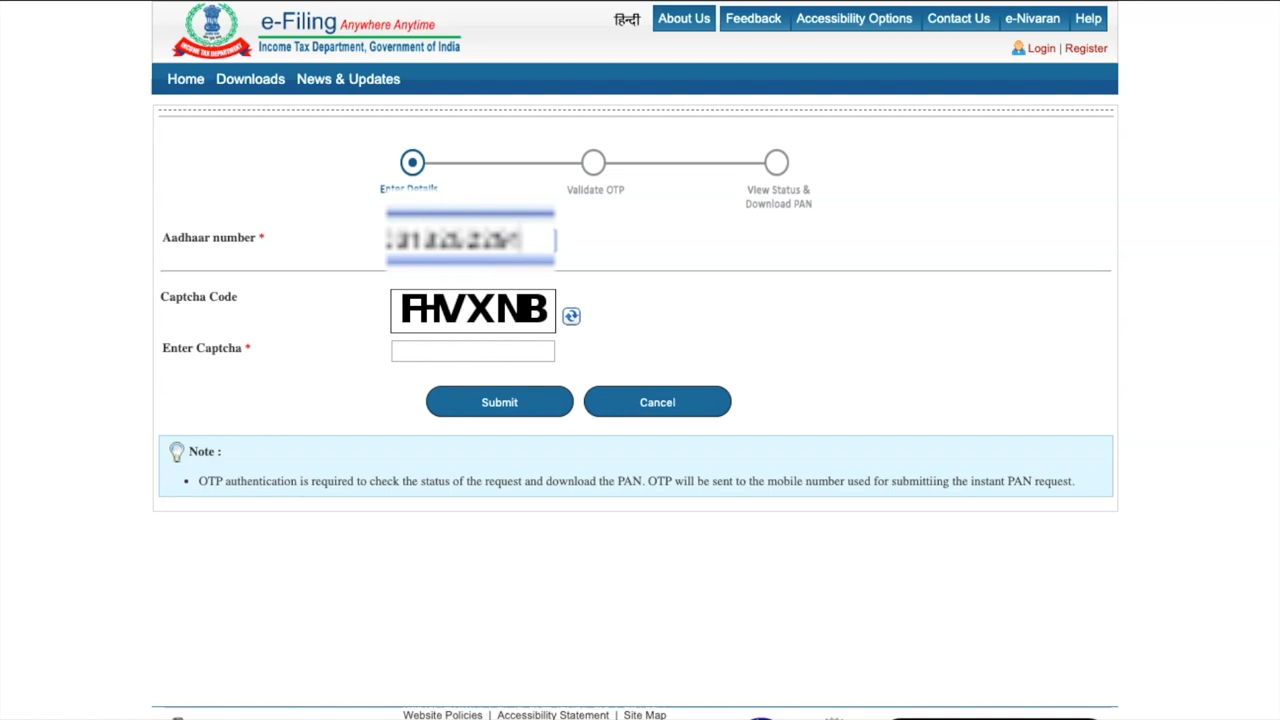 e-Filing Anywhere Anytime
Income Tax Department, Government of India
हिन्दी About Us Feedback Accessibility Options Contact Us e-Nivaran Help
Login | Register
Home Downloads News & Updates
Enter Details
Validate OTP
View Status &
Download PAN
Aadhaar number *
Captcha Code
FHVXNB
Enter Captcha *
Submit Cancel
Note :
• OTP authentication is required to check the status of the request and download the PAN. OTP will be sent to the mobile number used for submittiing the instant PAN request.
Website Policies | Accessibility Statement | Site Map